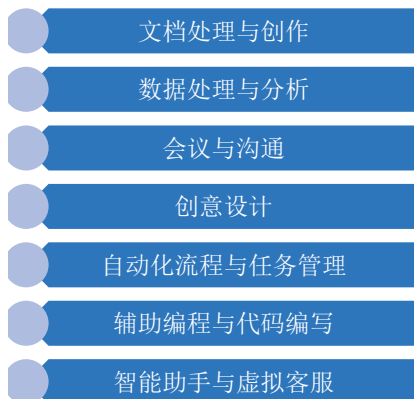 文档处理与创作
数据处理与分析
会议与沟通
创意设计
自动化流程与任务管理
辅助编程与代码编写
智能助手与虚拟客服